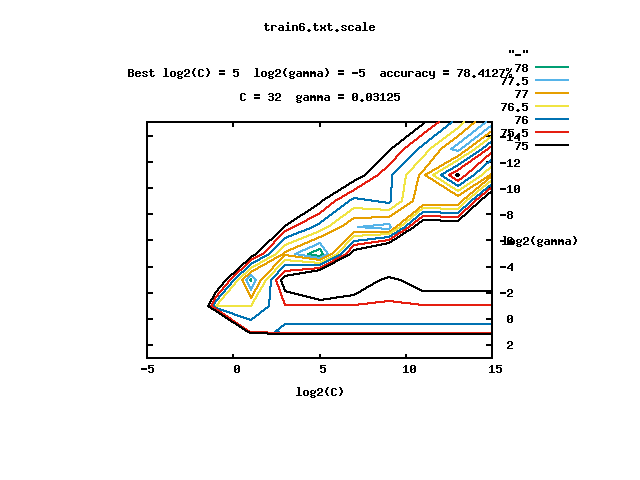 train6.txt.scale
"-"
Best log2(C) = 5  log2(gamma) = -5  accuracy = 78.4127%
C = 32  gamma = 0.03125
78
77.5
77
76.5
76
75.5
75
-14
-12
-10
-8
-6
log2(gamma)
-4
-2
0
2
-5 0 5 10 15
log2(C)